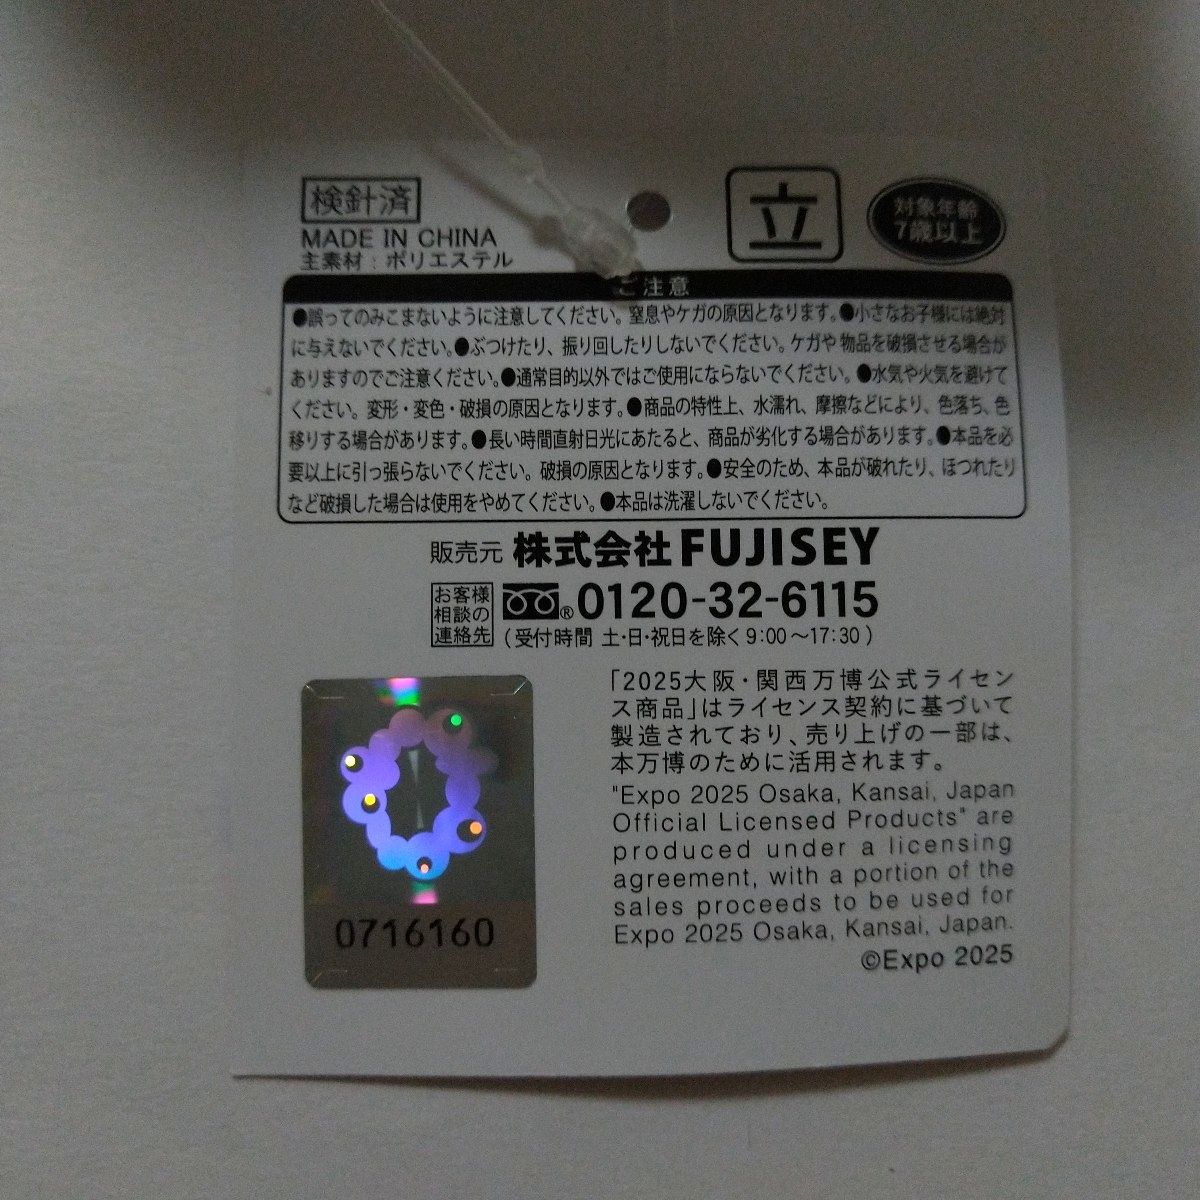 検針済
MADE IN CHINA
主素材:ポリエステル
立
対象年齢
7歳以上
ご注意
●誤ってのみこまないように注意してください。窒息やケガの原因となります。●小さなお子様には絶対
に与えないでください。●ぶつけたり、振り回したりしないでください。ケガや物品を破損させる場合が
ありますのでご注意ください。●通常目的以外ではご使用にならないでください。●水気や火気を避けて
ください。変形・変色・破損の原因となります。●商品の特性上、水濡れ、摩擦などにより、色落ち、色
移りする場合があります。●長い時間直射日光にあたると、商品が劣化する場合があります。●本品を必
要以上に引っ張らないでください。破損の原因となります。●安全のため、本品が破れたり、ほつれたり
など破損した場合は使用をやめてください。●本品は洗濯しないでください。
販売元 株式会社FUJISEY
お客様
相談の
連絡先
®0120-32-6115
(受付時間 土・日・祝日を除く9:00〜17:30)
「2025大阪・関西万博公式ライセン
ス商品」はライセンス契約に基づいて
製造されており、売り上げの一部は、
本万博のために活用されます。
"Expo 2025 Osaka, Kansai, Japan
Official Licensed Products" are
produced under a licensing
agreement, with a portion of the
sales proceeds to be used for
Expo 2025 Osaka, Kansai, Japan.
©Expo 2025
0716160